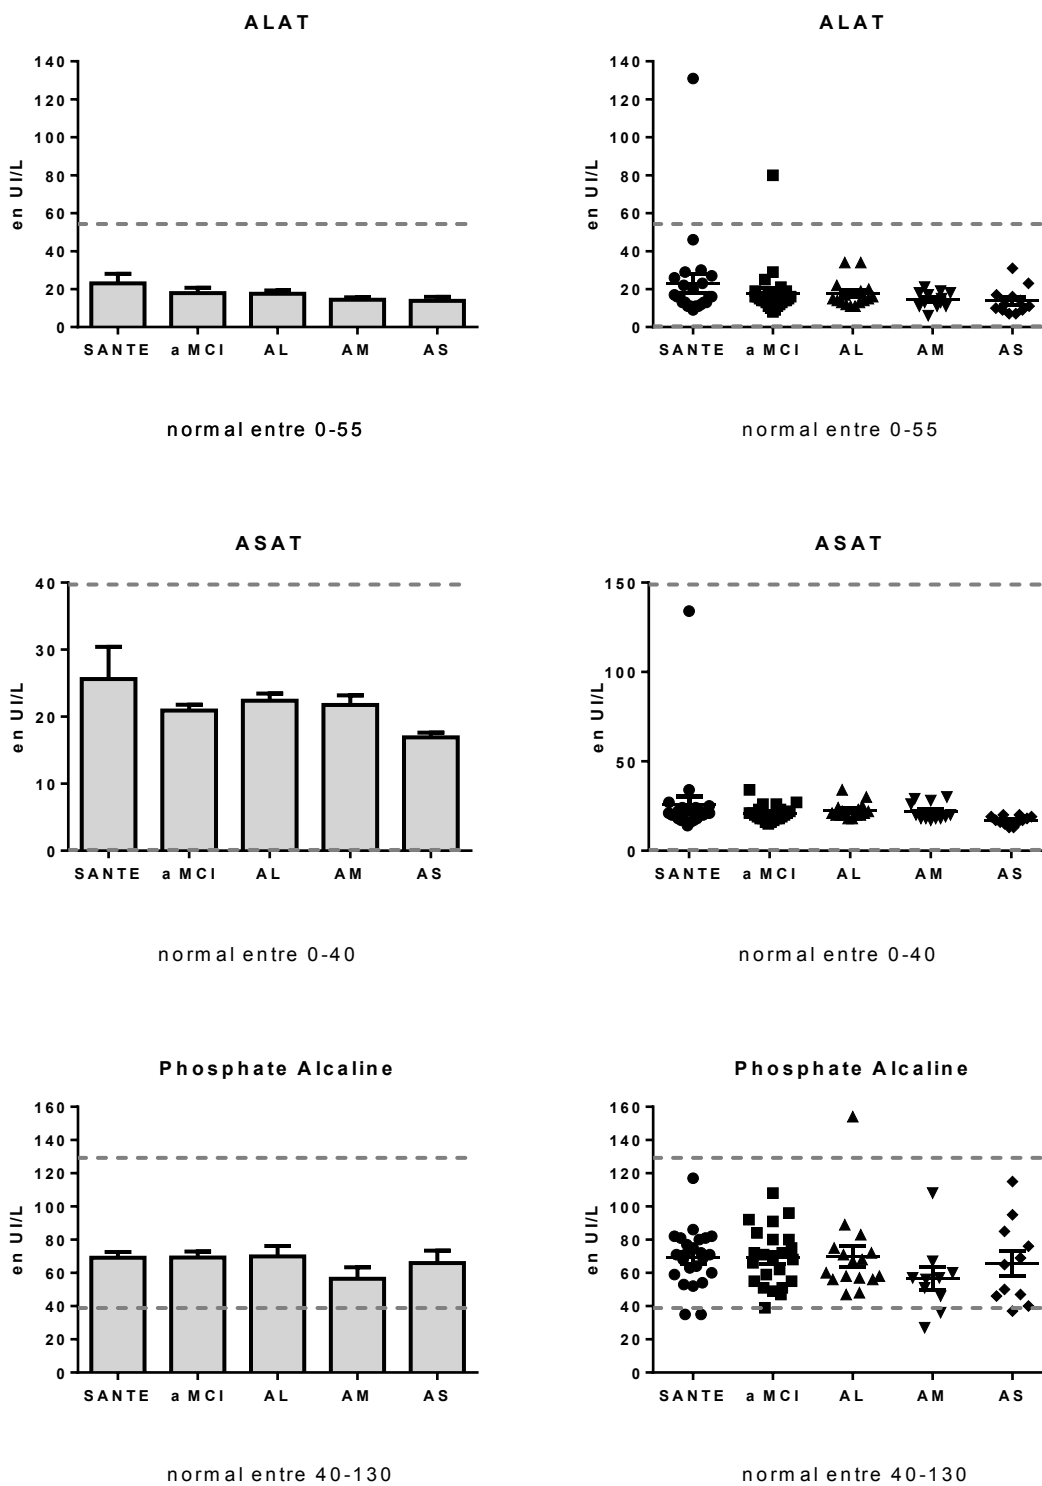 ALAT
140
120
100
80
60
40
20
0
en UI/L
SANTE a MCI AL AM AS
normal entre 0-55
ALAT
140
120
100
80
60
40
20
0
en UI/L
SANTE a MCI AL AM AS
normal entre 0-55
ASAT
40
30
20
10
0
en UI/L
SANTE a MCI AL AM AS
normal entre 0-40
ASAT
150
100
50
0
en UI/L
SANTE a MCI AL AM AS
normal entre 0-40
Phosphate Alcaline
160
140
120
100
80
60
40
20
0
en UI/L
SANTE a MCI AL AM AS
normal entre 40-130
Phosphate Alcaline
160
140
120
100
80
60
40
20
0
en UI/L
SANTE a MCI AL AM AS
normal entre 40-130